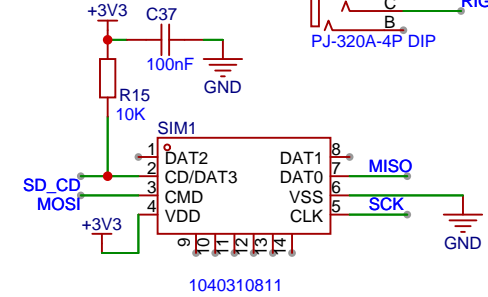 +3V3
C37
100nF
GND
R15
10K
C
B
PJ-320A-4P DIP
SIM1
1 DAT2
2 CD/DAT3
3 CMD
4 VDD
DAT1 8
DAT0 7
VSS 6
CLK 5
SD_CD
MOSI
+3V3
MISO
SCK
GND
9 10 11 12 13 14
1040310811